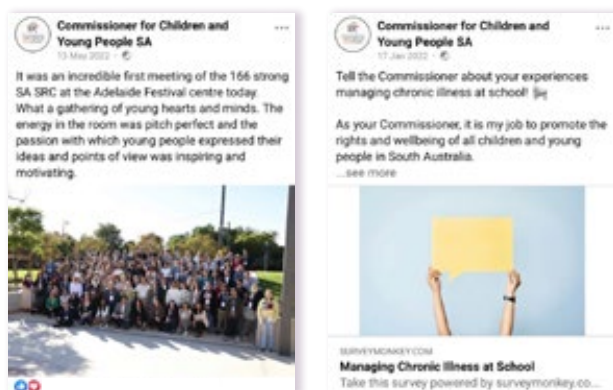 Commissioner for Children and
Young People SA
13 May 2022
It was an incredible first meeting of the 166 strong
SA SRC at the Adelaide Festival centre today.
What a gathering of young hearts and minds. The
energy in the room was pitch perfect and the
passion with which young people expressed their
ideas and points of view was inspiring and
motivating.
Commissioner for Children and
Young People SA
17 Jan 2022
Tell the Commissioner about your experiences
managing chronic illness at school!
As your Commissioner, it is my job to promote the
rights and wellbeing of all children and young
people in South Australia.
...see more
SURVEYMONKEY.COM
Managing Chronic Illness at School
Take this survey powered by surveymonkey.co...